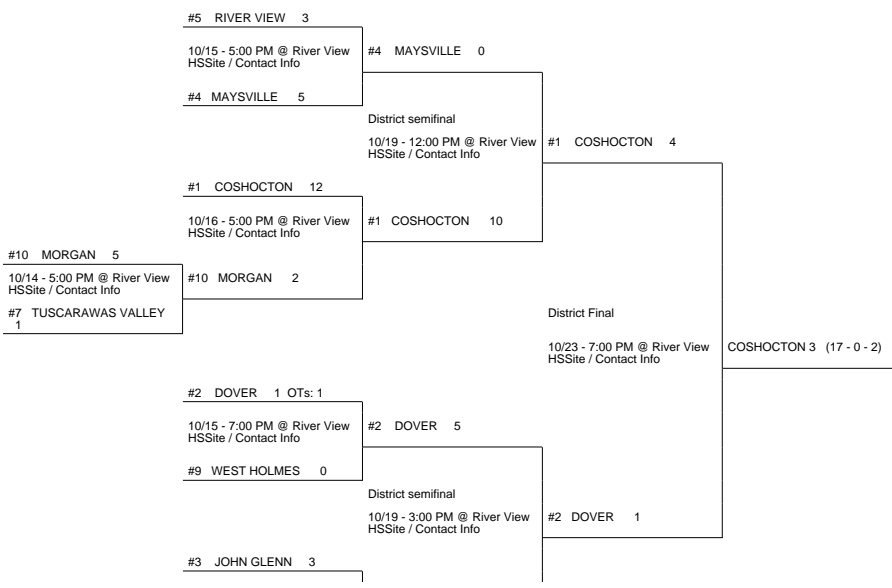 #5 RIVER VIEW 3
10/15 - 5:00 PM @ River View
HSSite / Contact Info
#4 MAYSVILLE 5
#4 MAYSVILLE 0
District semifinal
10/19 - 12:00 PM @ River View
HSSite / Contact Info
#1 COSHOCTON 4
#1 COSHOCTON 12
10/16 - 5:00 PM @ River View
HSSite / Contact Info
#1 COSHOCTON 10
#10 MORGAN 5
10/14 - 5:00 PM @ River View
HSSite / Contact Info
#7 TUSCARAWAS VALLEY
1
#10 MORGAN 2
District Final
10/23 - 7:00 PM @ River View
HSSite / Contact Info
COSHOCTON 3 (17 - 0 - 2)
#2 DOVER 1 OTs: 1
10/15 - 7:00 PM @ River View
HSSite / Contact Info
#2 DOVER 5
#9 WEST HOLMES 0
District semifinal
10/19 - 3:00 PM @ River View
HSSite / Contact Info
#2 DOVER 1
#3 JOHN GLENN 3